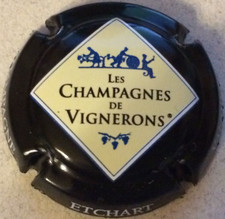 LES
CHAMPAGNES
DE
VIGNERONS®
ETCHART